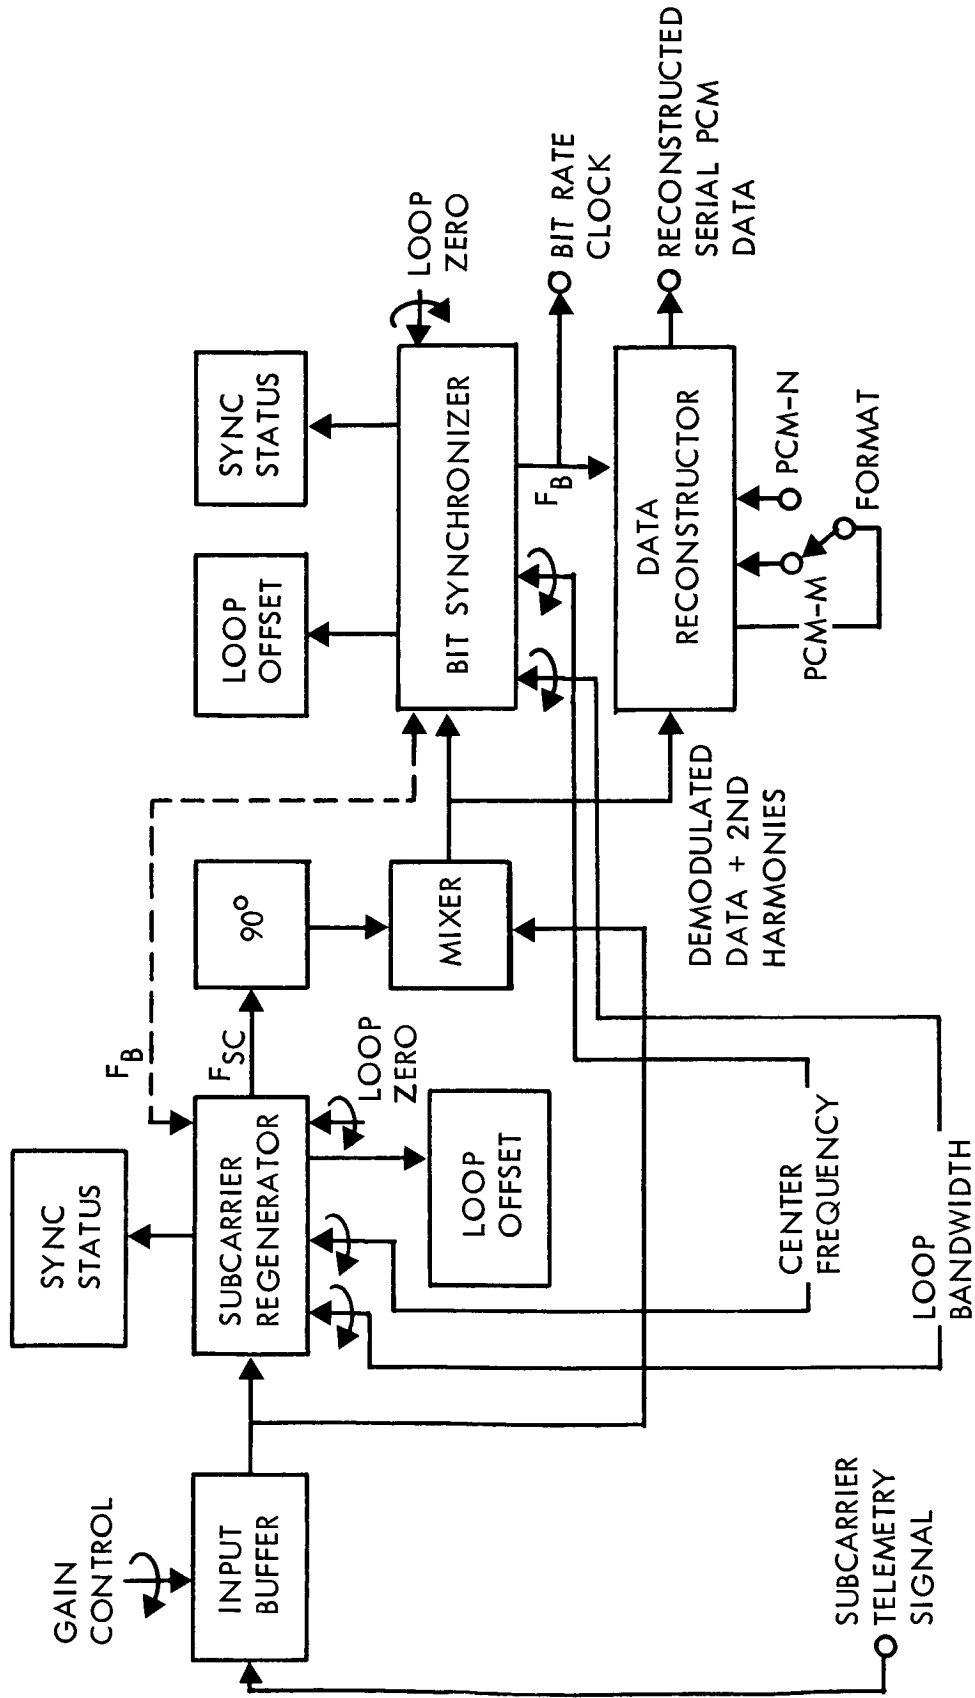 GAIN
CONTROL
INPUT
BUFFER
SUBCARRIER
TELEMETRY
SIGNAL
SYNC
STATUS
SUBCARRIER
REGENERATOR
F_B
F_SC
LOOP
ZERO
LOOP
OFFSET
CENTER
FREQUENCY
LOOP
BANDWIDTH
90°
MIXER
DEMODULATED
DATA + 2ND
HARMONIES
LOOP
OFFSET
SYNC
STATUS
BIT SYNCHRONIZER
LOOP
ZERO
F_B
BIT RATE
CLOCK
DATA
RECONSTRUCTOR
PCM-M
PCM-N
FORMAT
RECONSTRUCTED
SERIAL PCM
DATA